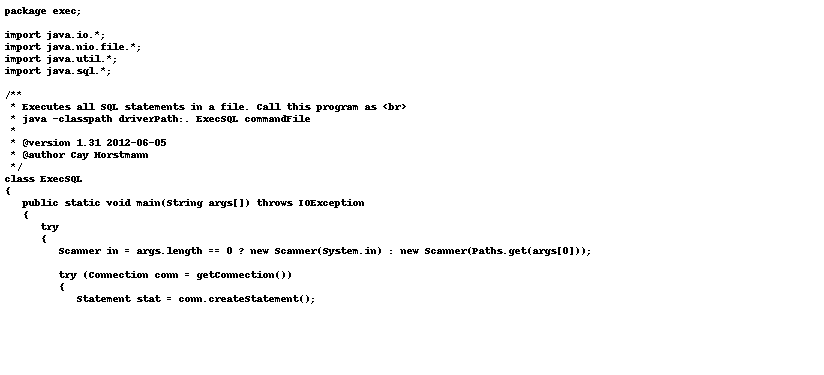 package exec;

import java.io.*;
import java.nio.file.*;
import java.util.*;
import java.sql.*;

/**
 * Executes all SQL statements in a file. Call this program as <br>
 * java -classpath driverPath:. ExecSQL commandFile
 *
 * @version 1.31 2012-06-05
 * @author Cay Horstmann
 */
class ExecSQL
{
   public static void main(String args[]) throws IOException
   {
      try
      {
         Scanner in = args.length == 0 ? new Scanner(System.in) : new Scanner(Paths.get(args[0]));

         try (Connection conn = getConnection())
         {
            Statement stat = conn.createStatement();